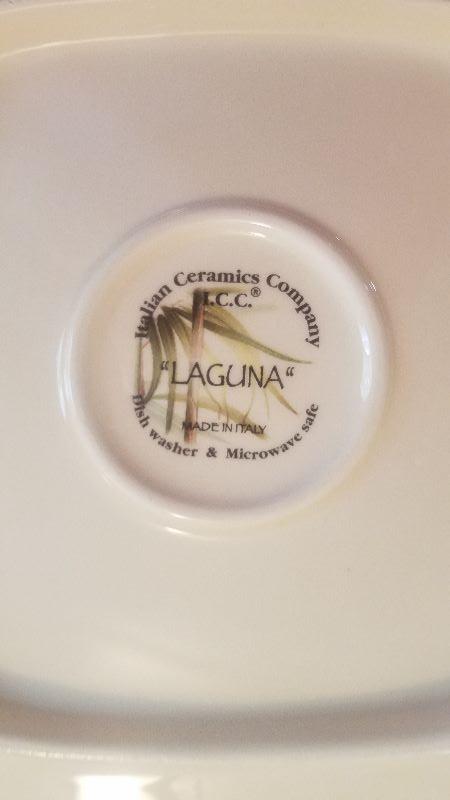 Italian Ceramics Company
I.C.C.®
“LAGUNA“
MADE IN ITALY
Dish washer & Microwave safe